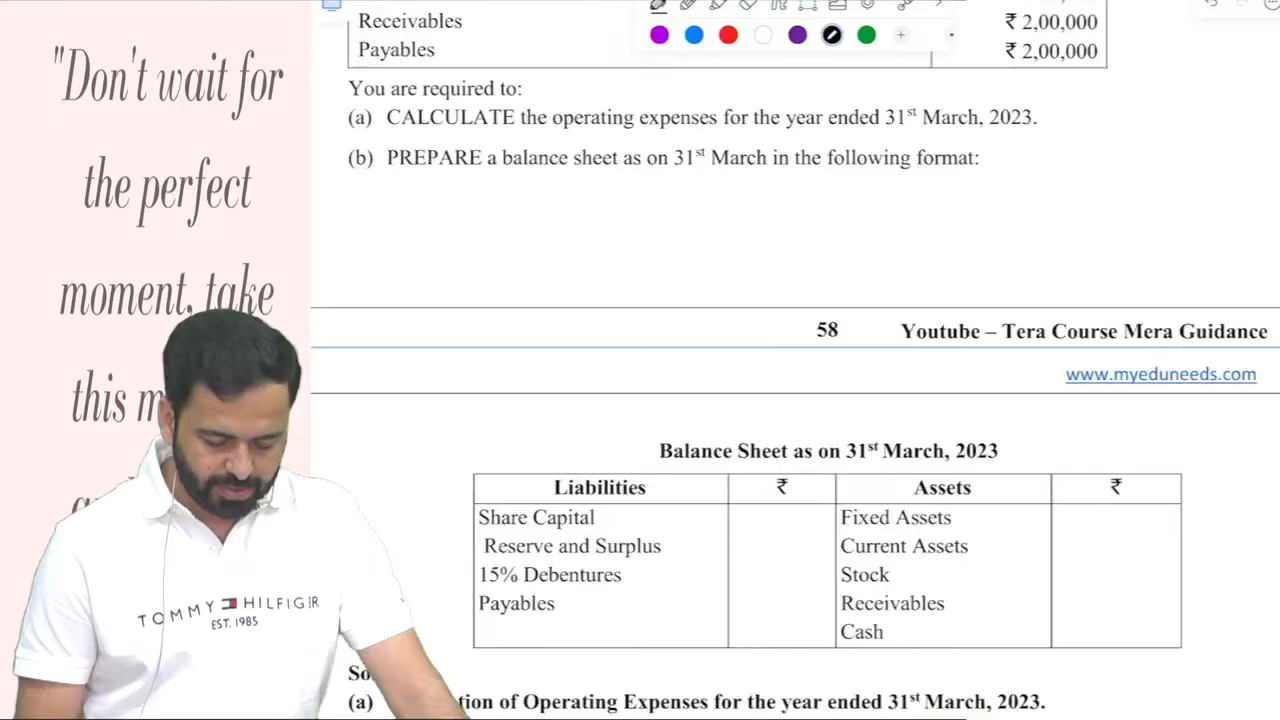 "Don't wait for
the perfect
moment, take
this
Receivables ₹ 2,00,000
Payables ₹ 2,00,000
You are required to:
(a) CALCULATE the operating expenses for the year ended 31st March, 2023.
(b) PREPARE a balance sheet as on 31st March in the following format:
58 Youtube – Tera Course Mera Guidance
www.myeduneeds.com
Balance Sheet as on 31st March, 2023
Liabilities ₹ Assets ₹
Share Capital Fixed Assets
Reserve and Surplus Current Assets
15% Debentures Stock
Payables Receivables
Cash
(a) of Operating Expenses for the year ended 31st March, 2023.
TOMMY HILFIGER
EST. 1985